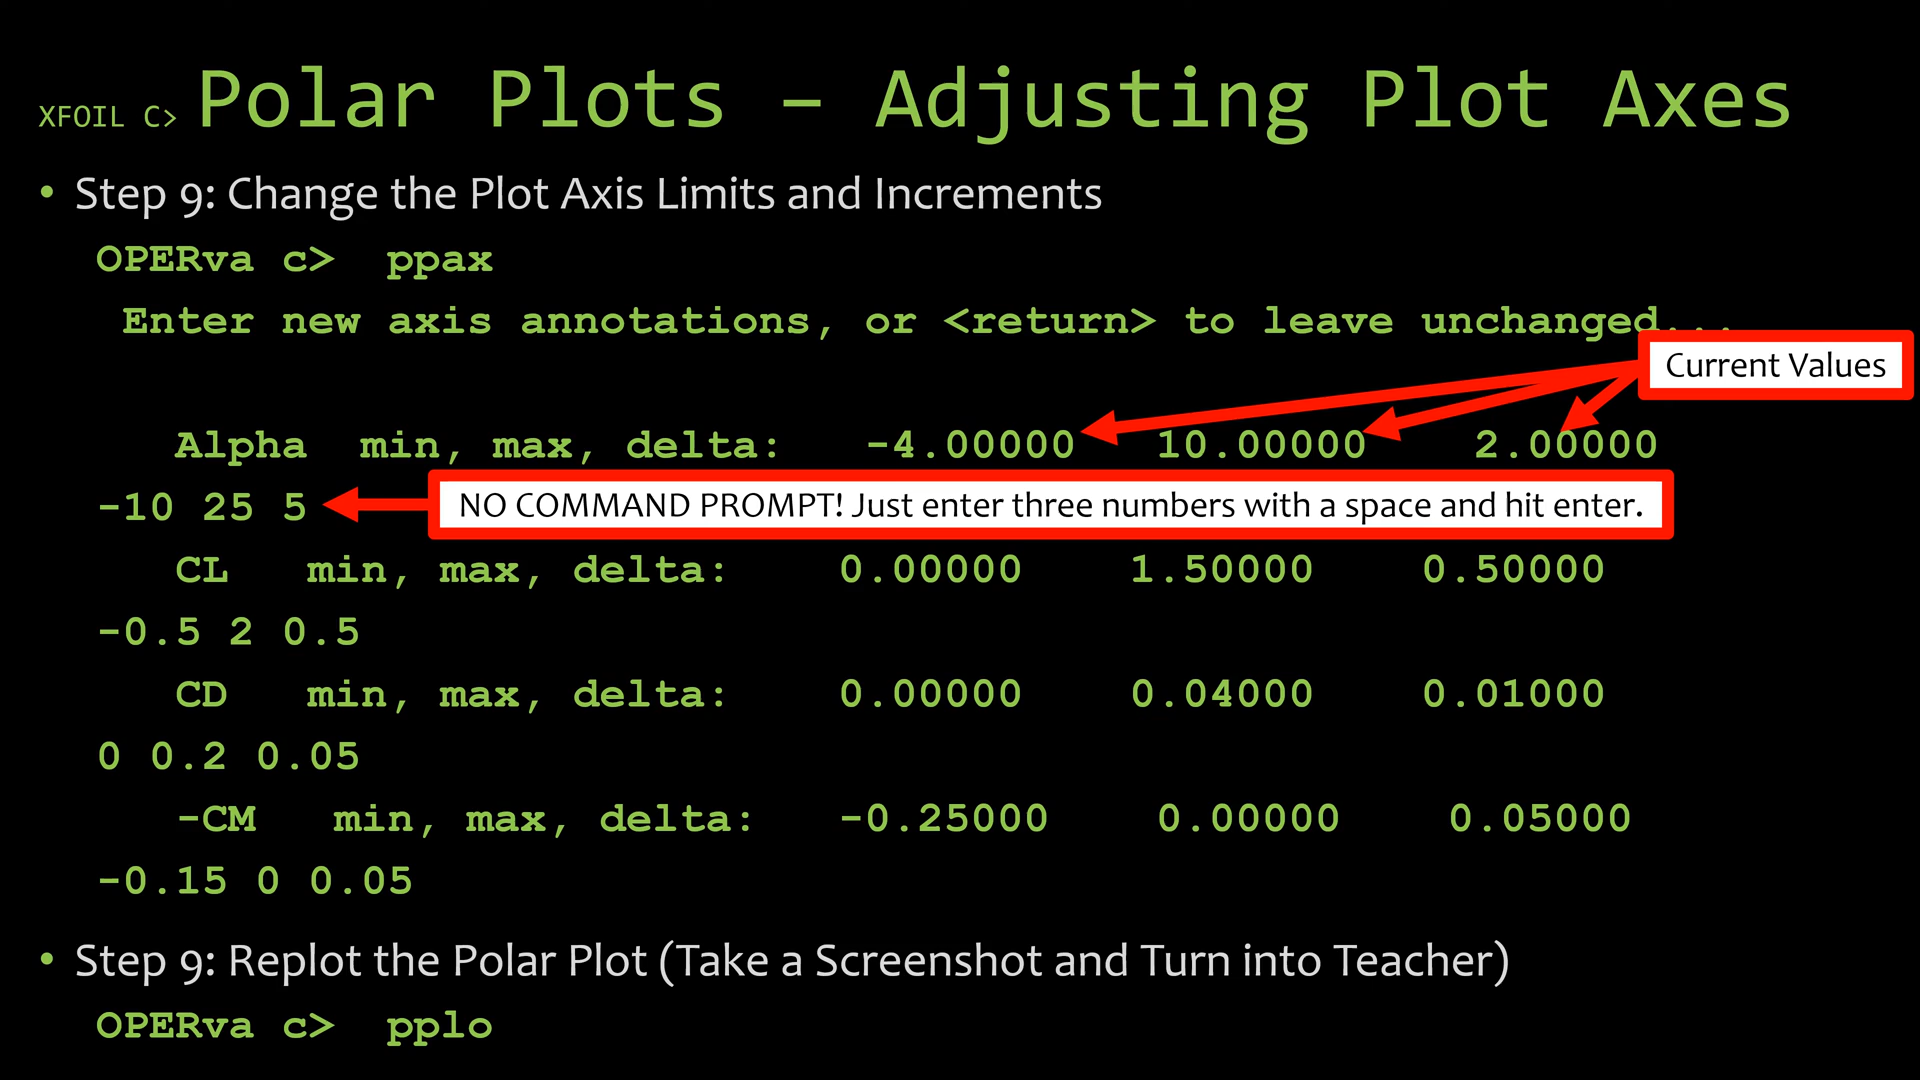 XFOIL C> Polar Plots – Adjusting Plot Axes
• Step 9: Change the Plot Axis Limits and Increments
OPERva c> ppax
Enter new axis annotations, or <return> to leave unchanged...
Current Values
Alpha min, max, delta: -4.00000 10.00000 2.00000
-10 25 5
NO COMMAND PROMPT! Just enter three numbers with a space and hit enter.
CL min, max, delta: 0.00000 1.50000 0.50000
-0.5 2 0.5
CD min, max, delta: 0.00000 0.04000 0.01000
0 0.2 0.05
-CM min, max, delta: -0.25000 0.00000 0.05000
-0.15 0 0.05
• Step 9: Replot the Polar Plot (Take a Screenshot and Turn into Teacher)
OPERva c> pplo